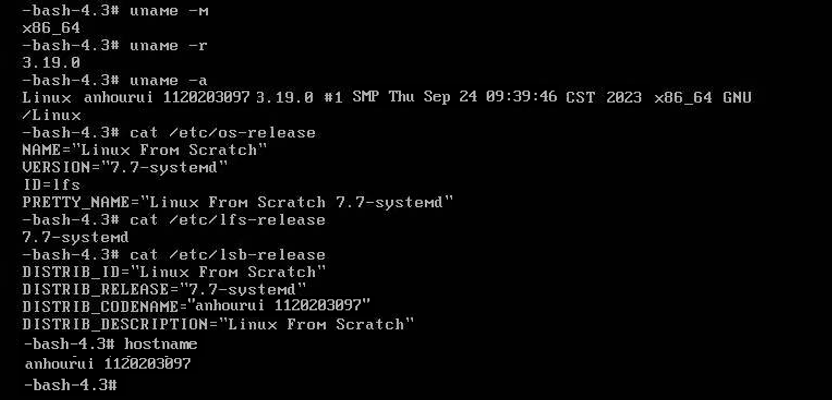 -bash-4.3# uname -m
x86_64
-bash-4.3# uname -r
3.19.0
-bash-4.3# uname -a
Linux anhourui 1120203097 3.19.0 #1 SMP Thu Sep 24 09:39:46 CST 2023 x86_64 GNU
/Linux
-bash-4.3# cat /etc/os-release
NAME="Linux From Scratch"
VERSION="7.7-systemd"
ID=lfs
PRETTY_NAME="Linux From Scratch 7.7-systemd"
-bash-4.3# cat /etc/lfs-release
7.7-systemd
-bash-4.3# cat /etc/lsb-release
DISTRIB_ID="Linux From Scratch"
DISTRIB_RELEASE="7.7-systemd"
DISTRIB_CODENAME="anhourui 1120203097"
DISTRIB_DESCRIPTION="Linux From Scratch"
-bash-4.3# hostname
anhourui 1120203097
-bash-4.3#